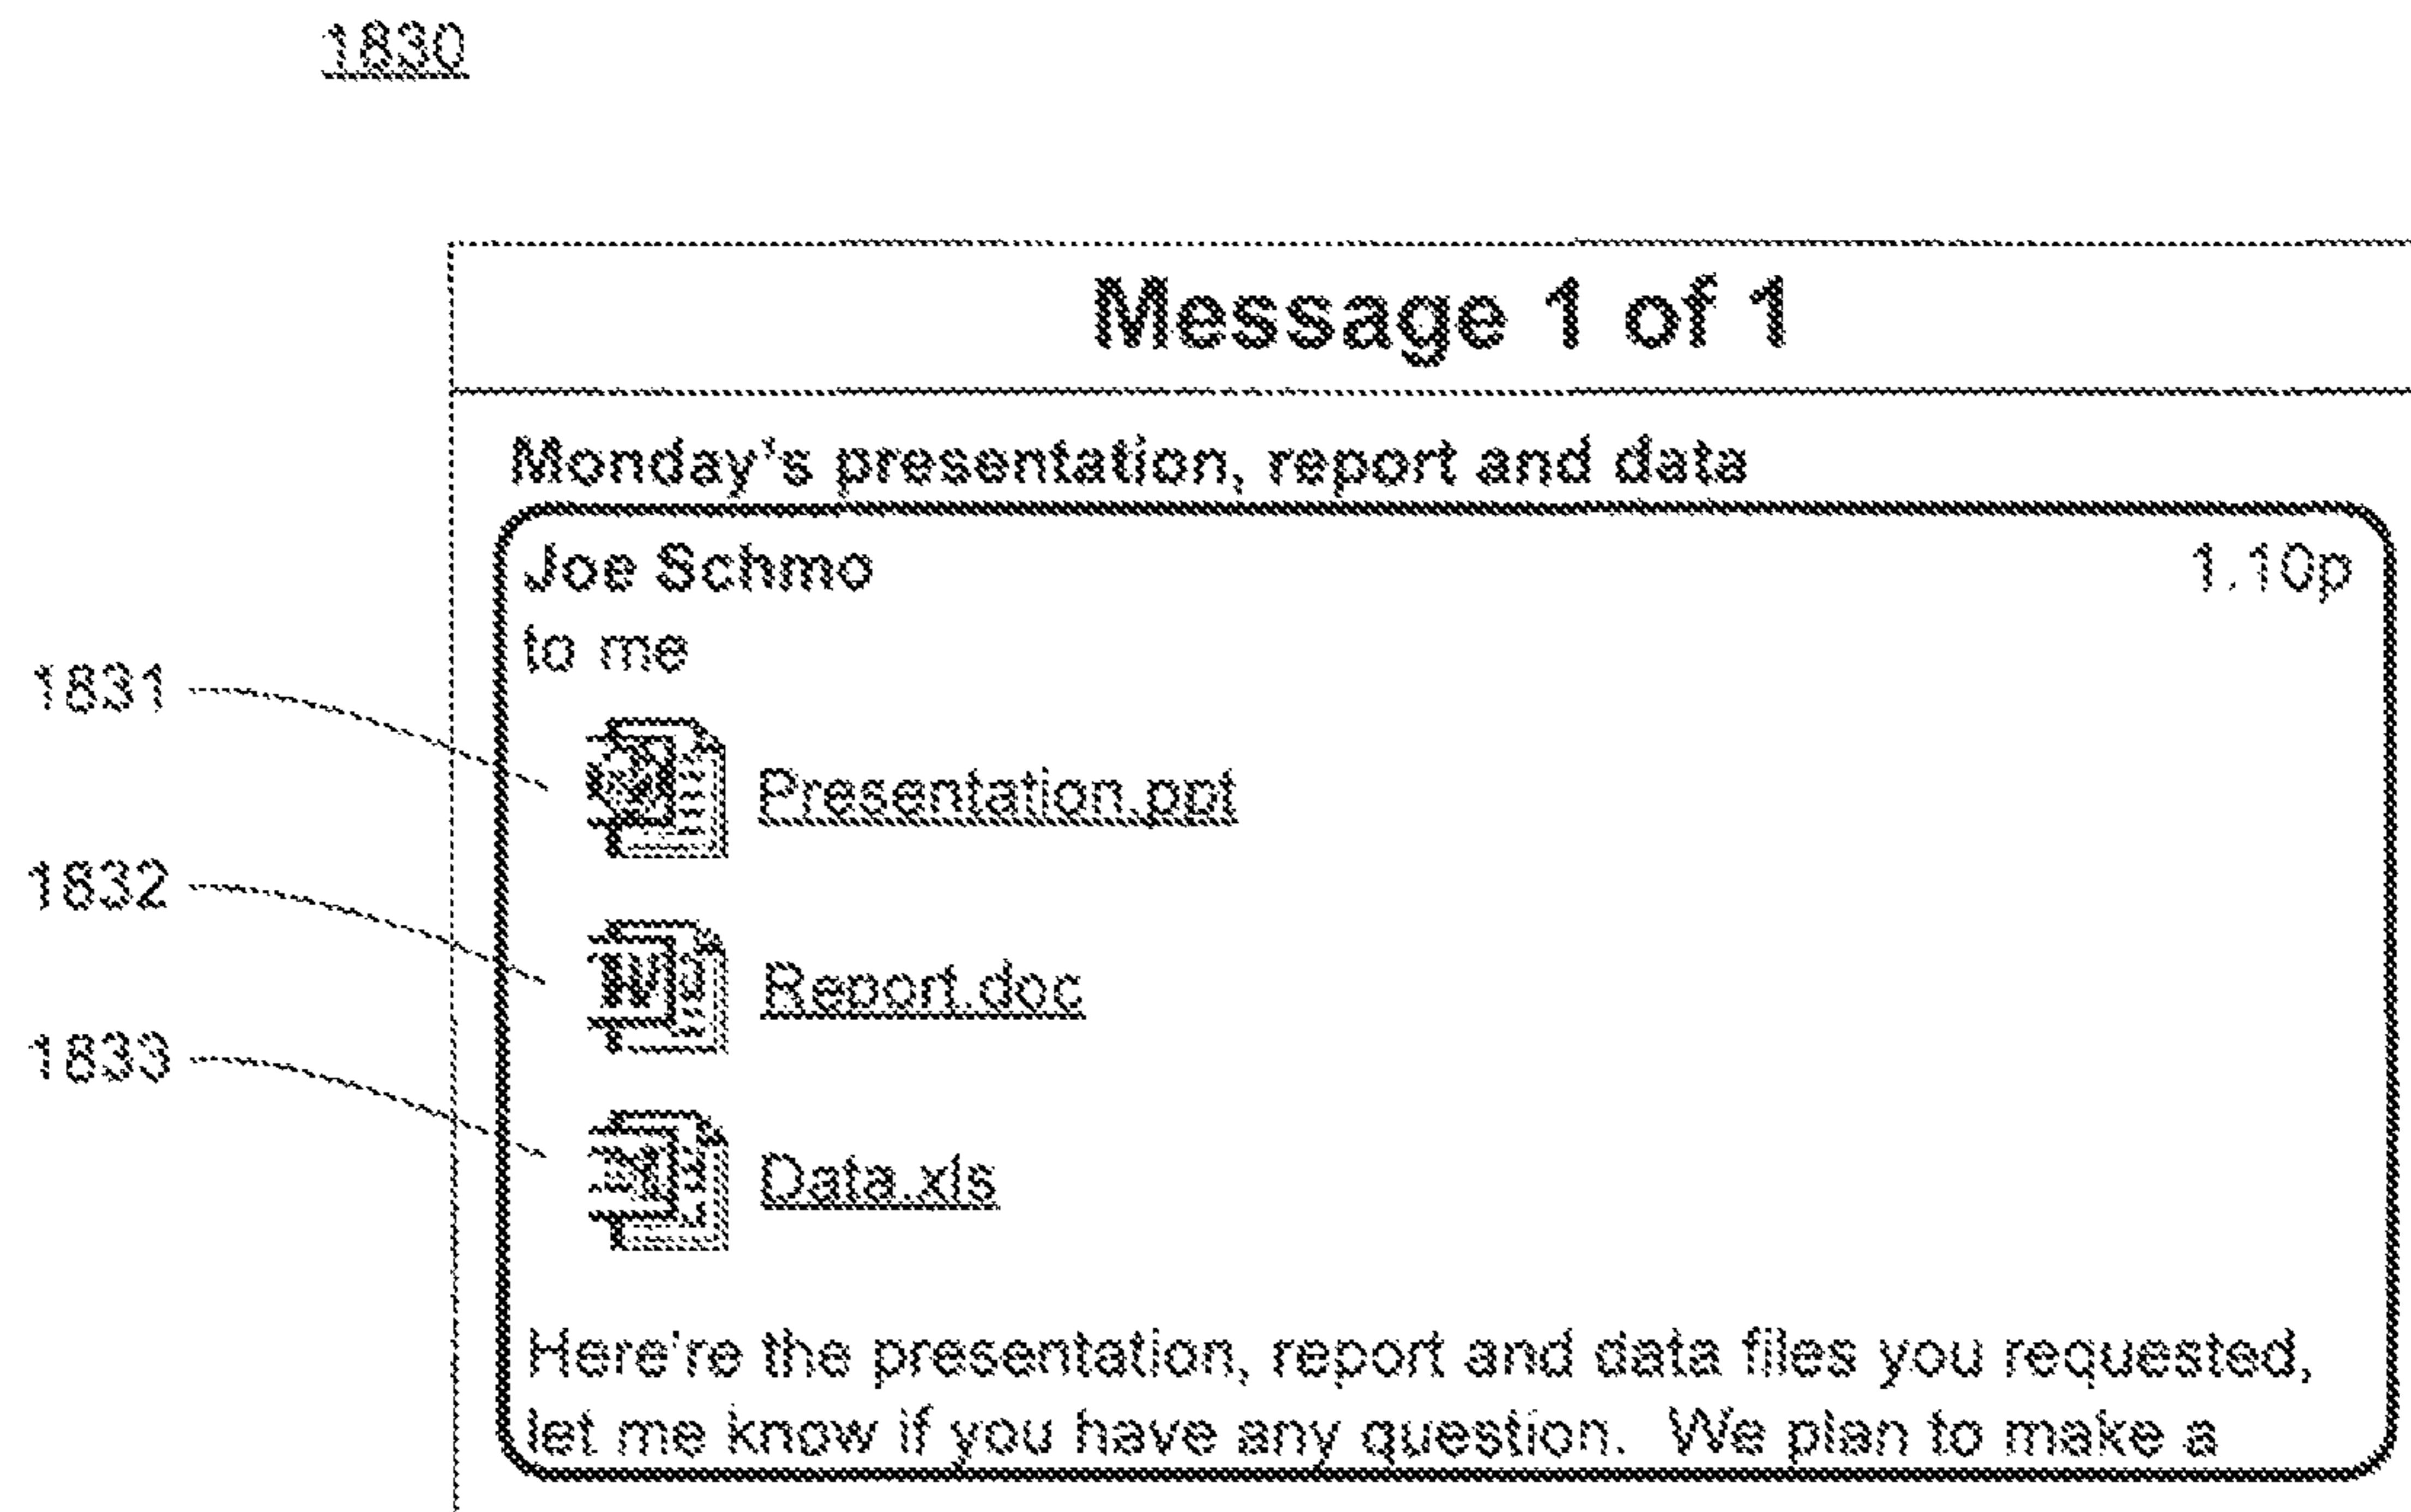 1830
Message 1 of 1
Monday's presentation, report and data
Joe Schmo 1.10p
to me
1831
Presentation.ppt
1832
Report.doc
1833
Data.xls
Here're the presentation, report and data files you requested,
let me know if you have any question. We plan to make a